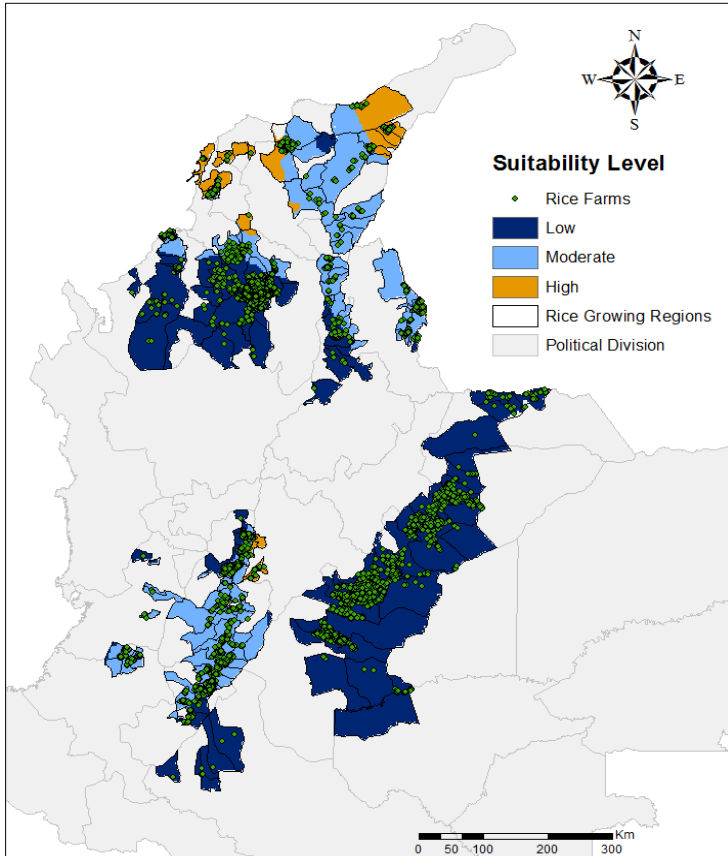 N
W E
S
Suitability Level
Rice Farms
Low
Moderate
High
Rice Growing Regions
Political Division
Km
0 50 100 200 300